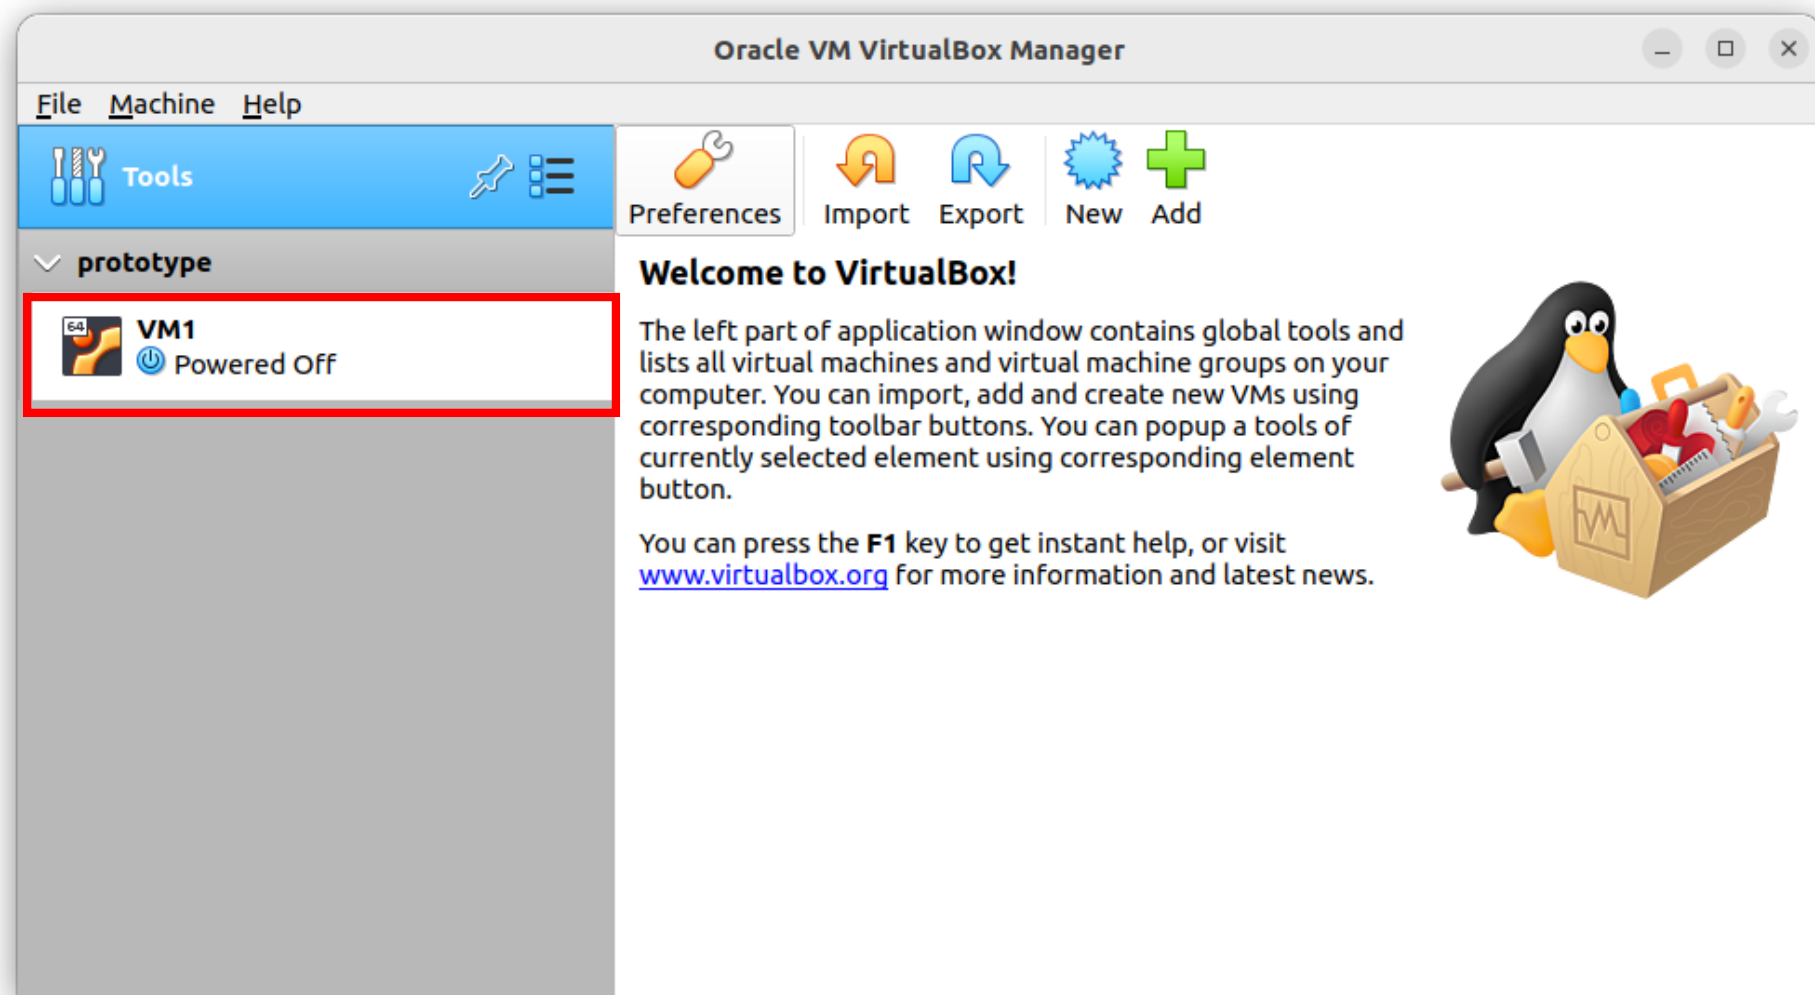 Oracle VM VirtualBox Manager
File Machine Help
Tools
Preferences Import Export New Add
prototype
64
VM1
Powered Off
Welcome to VirtualBox!
The left part of application window contains global tools and
lists all virtual machines and virtual machine groups on your
computer. You can import, add and create new VMs using
corresponding toolbar buttons. You can popup a tools of
currently selected element using corresponding element
button.
You can press the F1 key to get instant help, or visit
www.virtualbox.org for more information and latest news.
VM